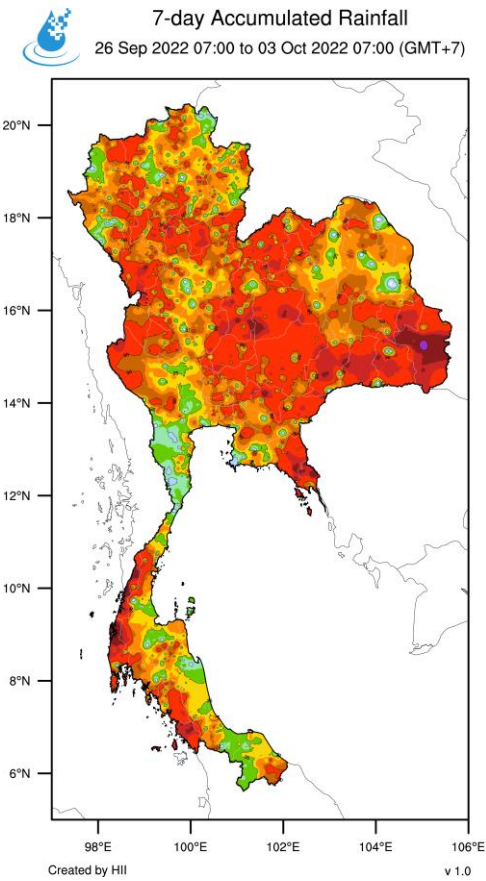 7-day Accumulated Rainfall
26 Sep 2022 07:00 to 03 Oct 2022 07:00 (GMT+7)
20°N
18°N
16°N
14°N
12°N
10°N
8°N
6°N
98°E
100°E
102°E
104°E
106°E
Created by HII
v 1.0